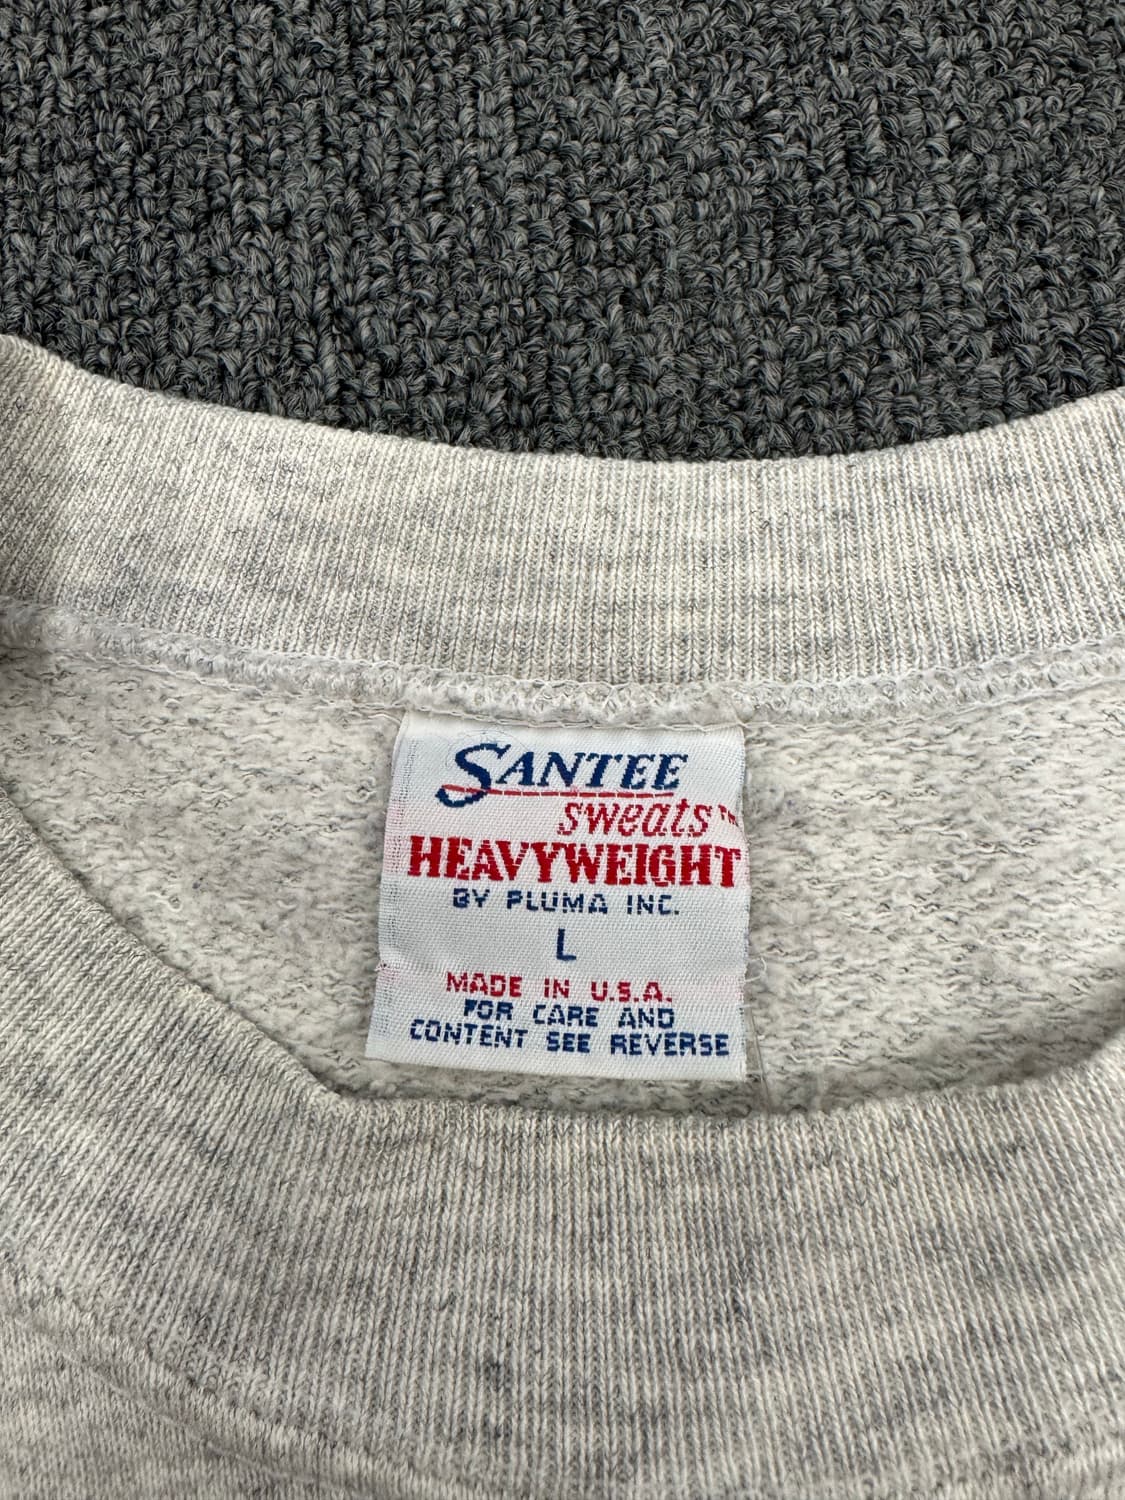 SANTEE
sweats™
HEAVYWEIGHT
BY PLUMA INC.
L
MADE IN U.S.A.
FOR CARE AND
CONTENT SEE REVERSE